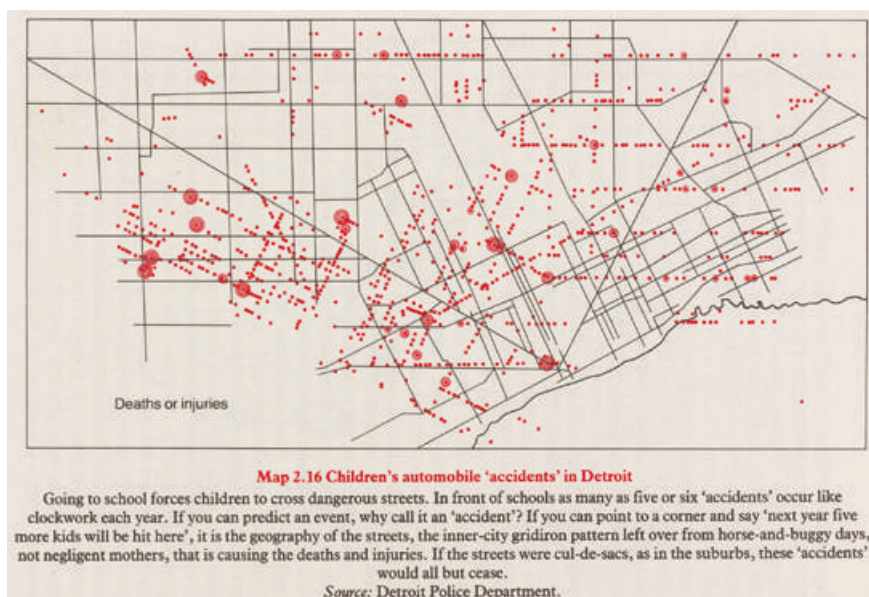 Deaths or injuries
Map 2.16 Children's automobile 'accidents' in Detroit
Going to school forces children to cross dangerous streets. In front of schools as many as five or six 'accidents' occur like
clockwork each year. If you can predict an event, why call it an 'accident'? If you can point to a corner and say 'next year five
more kids will be hit here', it is the geography of the streets, the inner-city gridiron pattern left over from horse-and-buggy days,
not negligent mothers, that is causing the deaths and injuries. If the streets were cul-de-sacs, as in the suburbs, these 'accidents'
would all but cease.
Source: Detroit Police Department.